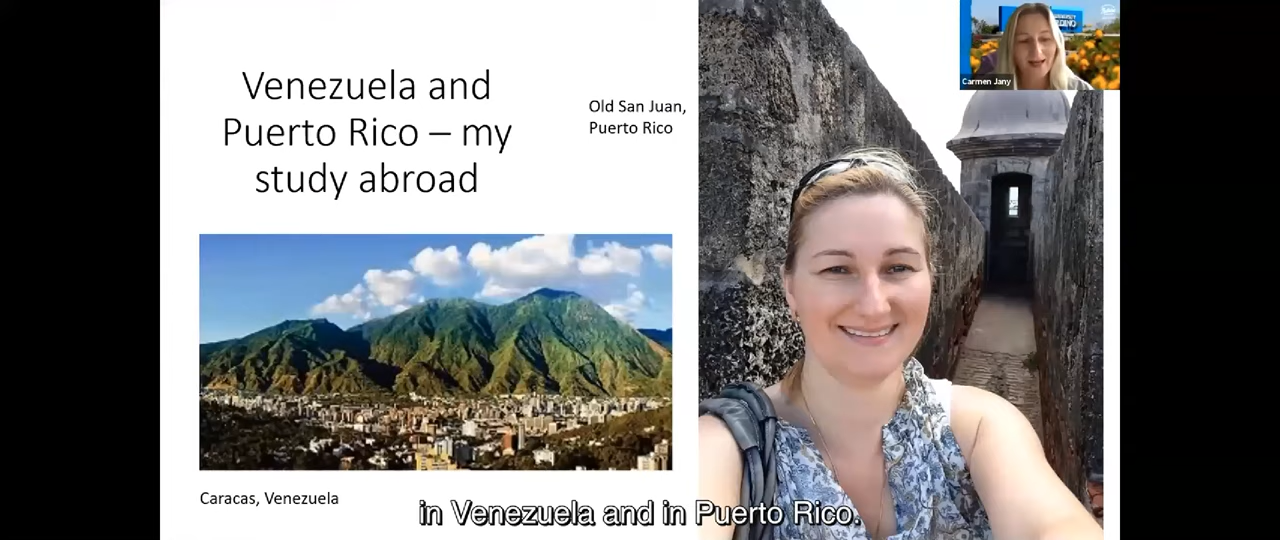 Venezuela and
Puerto Rico – my
study abroad
Old San Juan,
Puerto Rico
Carmen Jany
Caracas, Venezuela
in Venezuela and in Puerto Rico.